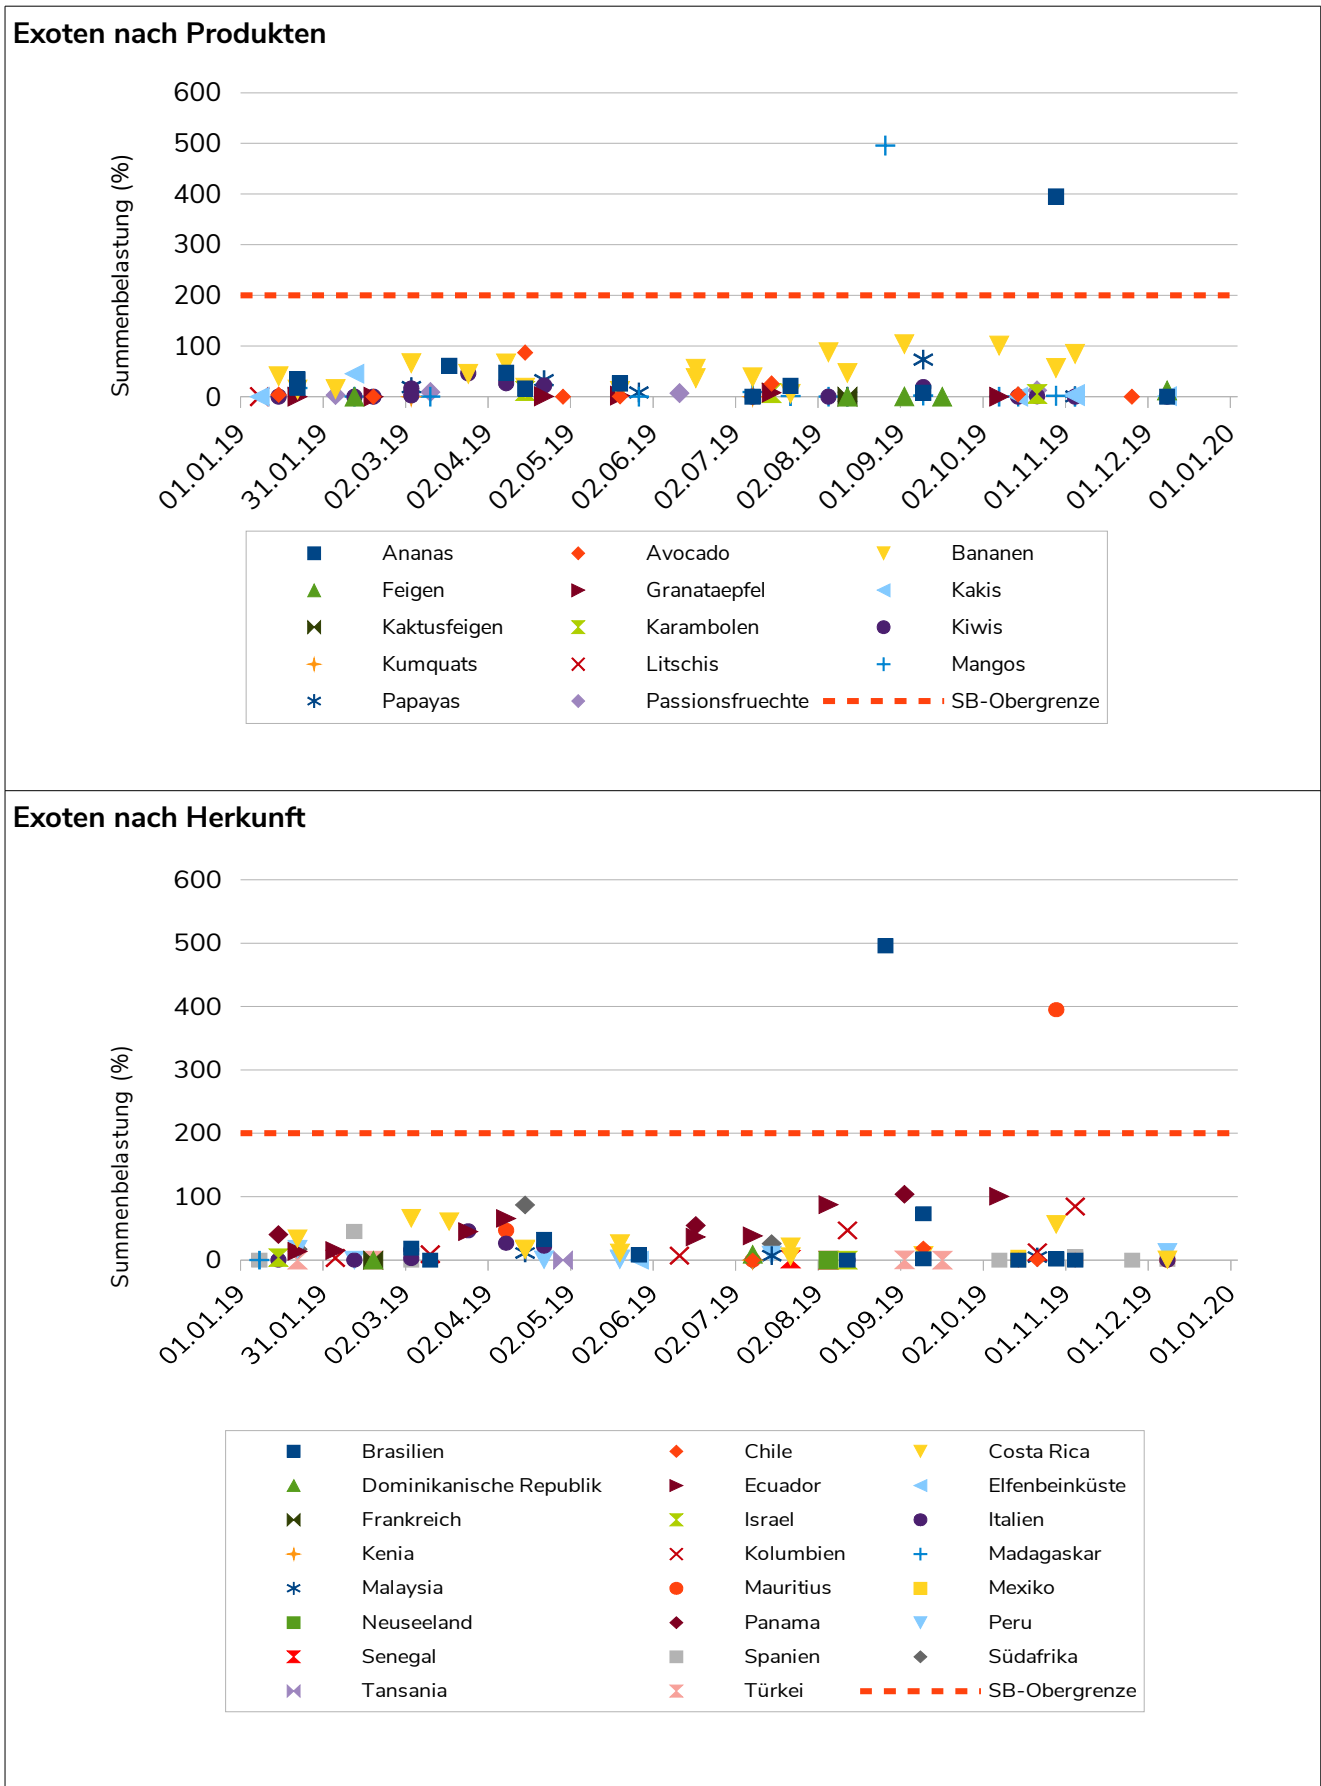 Exoten nach Produkten
600
500
400
300
200
100
0
Summenbelastung (%)
01.01.19 31.01.19 02.03.19 02.04.19 02.05.19 02.06.19 02.07.19 02.08.19 01.09.19 02.10.19 01.11.19 01.12.19 01.01.20
Ananas Avocado Bananen
Feigen Granataepfel Kakis
Kaktusfeigen Karambolen Kiwis
Kumquats Litschis Mangos
Papayas Passionsfruechte SB-Obergrenze
Exoten nach Herkunft
600
500
400
300
200
100
0
Summenbelastung (%)
01.01.19 31.01.19 02.03.19 02.04.19 02.05.19 02.06.19 02.07.19 02.08.19 01.09.19 02.10.19 01.11.19 01.12.19 01.01.20
Brasilien Chile Costa Rica
Dominikanische Republik Ecuador Elfenbeinküste
Frankreich Israel Italien
Kenia Kolumbien Madagaskar
Malaysia Mauritius Mexiko
Neuseeland Panama Peru
Senegal Spanien Südafrika
Tansania Türkei SB-Obergrenze